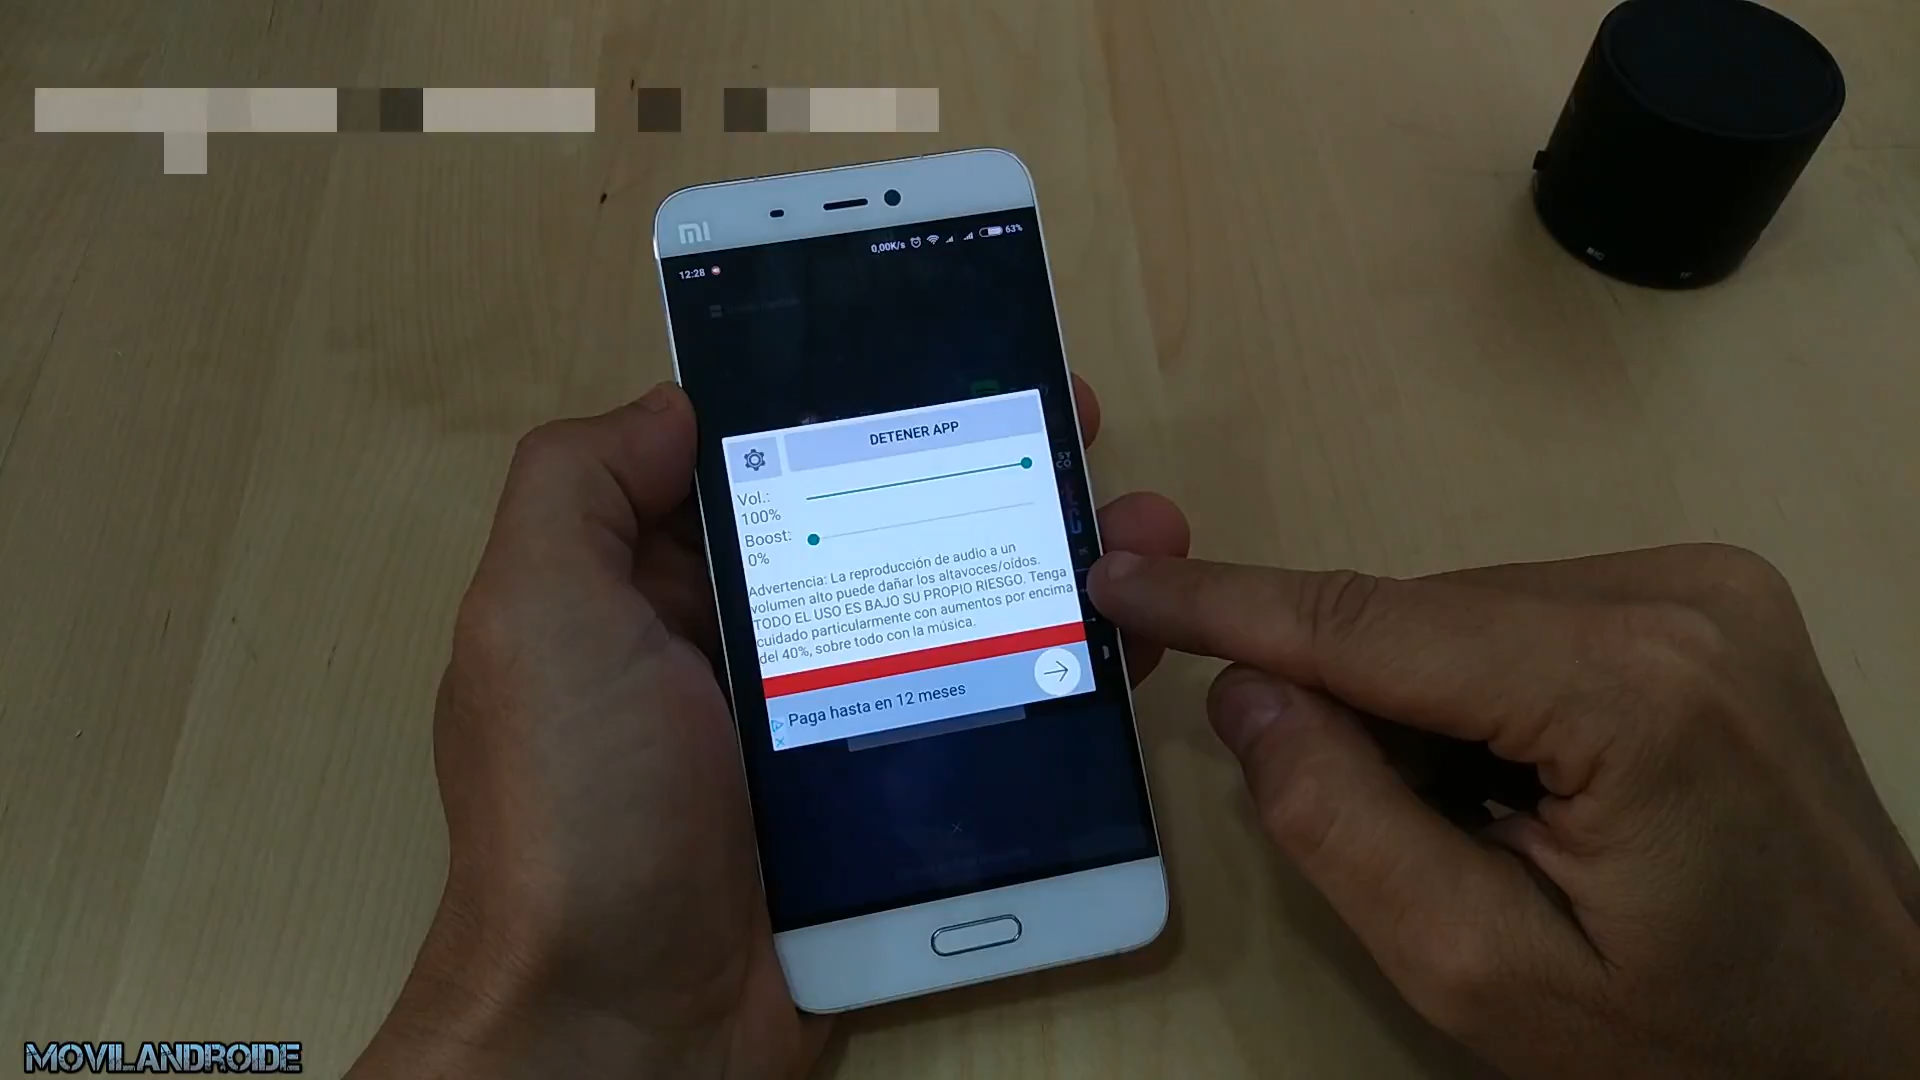 mi
0,00K/s 63%
12:28
DETENER APP
Vol.:
100%
Boost:
0%
Advertencia: La reproducción de audio a un
volumen alto puede dañar los altavoces/oídos.
TODO EL USO ES BAJO SU PROPIO RIESGO. Tenga
cuidado particularmente con aumentos por encima
del 40%, sobre todo con la música.
Paga hasta en 12 meses
MIC
MOVILANDROIDE